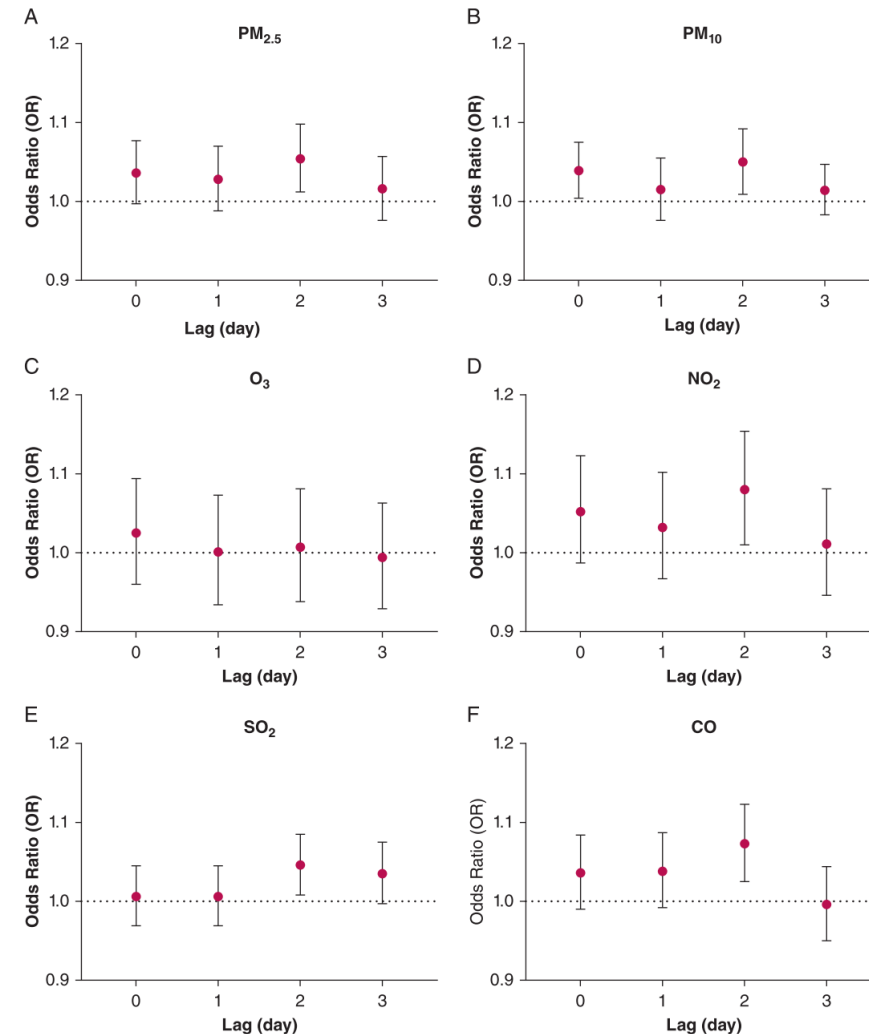 A
PM2.5
Odds Ratio (OR)
1.2
1.1
1.0
0.9
0 1 2 3
Lag (day)
B
PM10
Odds Ratio (OR)
1.2
1.1
1.0
0.9
0 1 2 3
Lag (day)
C
O3
Odds Ratio (OR)
1.2
1.1
1.0
0.9
0 1 2 3
Lag (day)
D
NO2
Odds Ratio (OR)
1.2
1.1
1.0
0.9
0 1 2 3
Lag (day)
E
SO2
Odds Ratio (OR)
1.2
1.1
1.0
0.9
0 1 2 3
Lag (day)
F
CO
Odds Ratio (OR)
1.2
1.1
1.0
0.9
0 1 2 3
Lag (day)